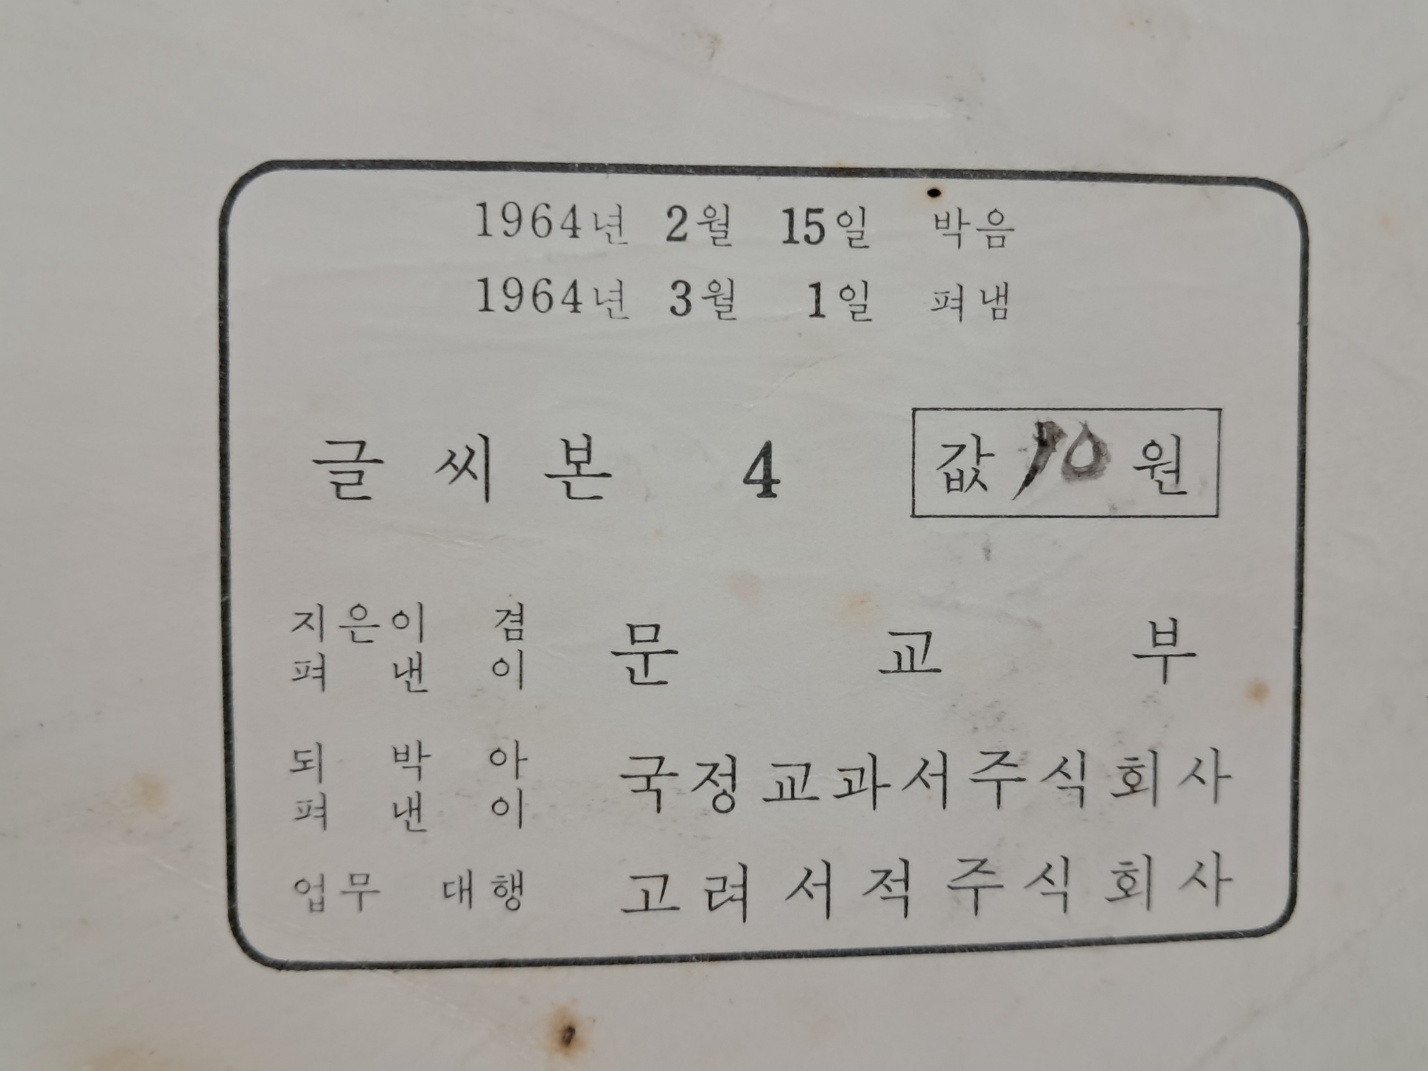 1964년 2월 15일 박음
1964년 3월 1일 펴냄
글씨본 4 값 10원
지은이 겸
펴낸이
문교부
되박아
펴낸이
국정교과서주식회사
업무 대행 고려서적주식회사